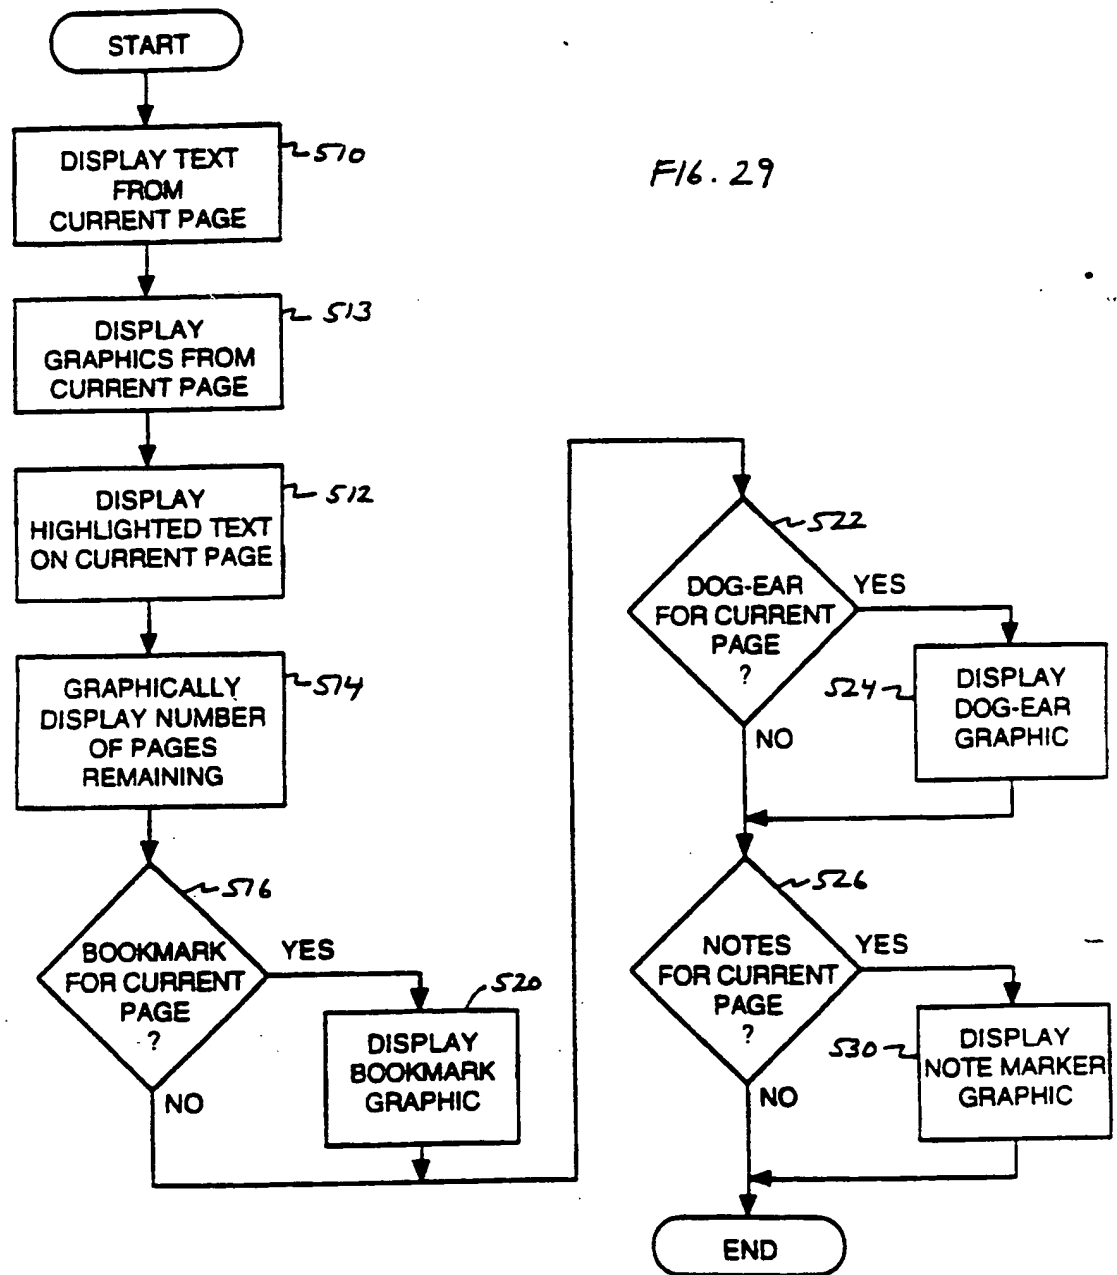 START
DISPLAY TEXT
FROM
CURRENT PAGE
510
FIG. 29
DISPLAY
GRAPHICS FROM
CURRENT PAGE
513
DISPLAY
HIGHLIGHTED TEXT
ON CURRENT PAGE
512
GRAPHICALLY
DISPLAY NUMBER
OF PAGES
REMAINING
514
516
BOOKMARK
FOR CURRENT
PAGE
?
YES
NO
520
DISPLAY
BOOKMARK
GRAPHIC
522
DOG-EAR
FOR CURRENT
PAGE
?
YES
NO
524
DISPLAY
DOG-EAR
GRAPHIC
526
NOTES
FOR CURRENT
PAGE
?
YES
NO
530
DISPLAY
NOTE MARKER
GRAPHIC
END